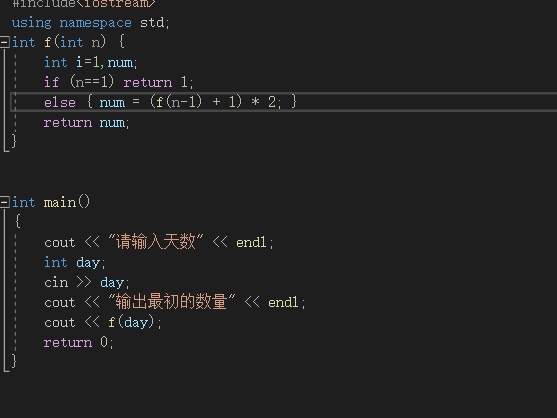 #include<iostream>
using namespace std;
int f(int n) {
int i=1,num;
if (n==1) return 1;
else { num = (f(n-1) + 1) * 2; }
return num;
}
int main()
{
cout << "请输入天数" << endl;
int day;
cin >> day;
cout << "输出最初的数量" << endl;
cout << f(day);
return 0;
}